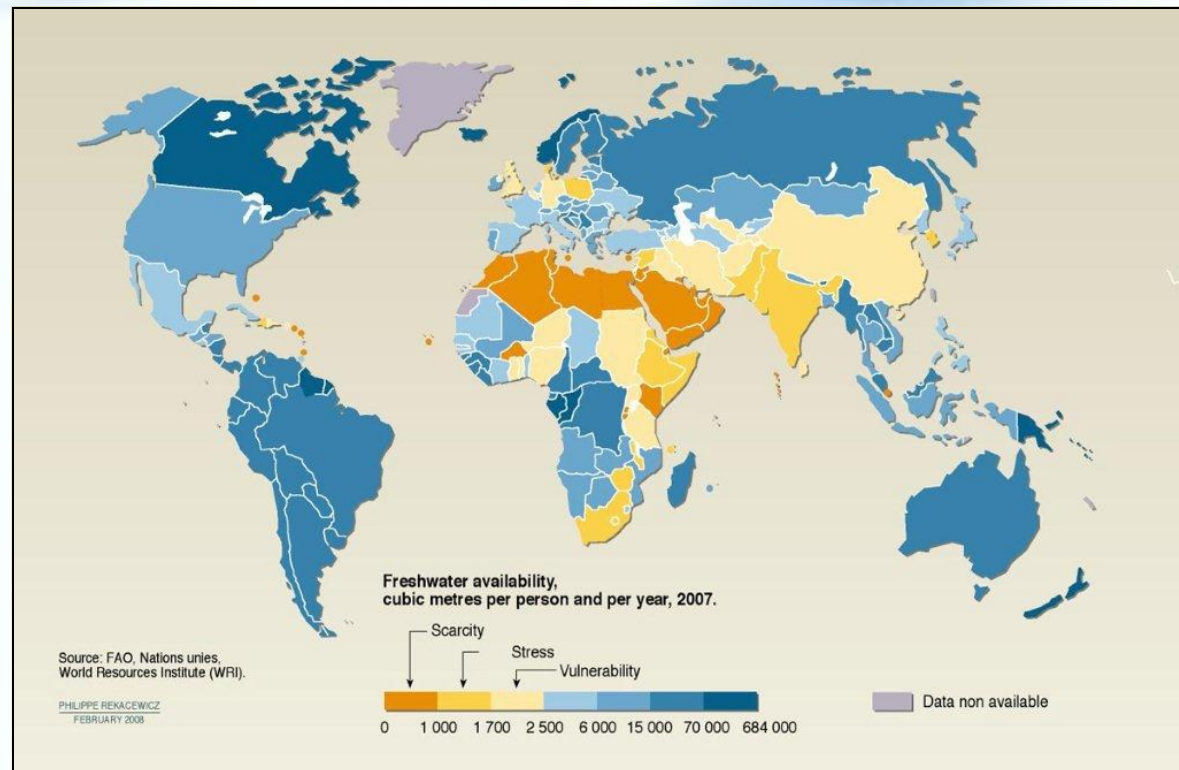 Freshwater availability,
cubic metres per person and per year, 2007.
Scarcity
Stress
Vulnerability
0 1 000 1 700 2 500 6 000 15 000 70 000 684 000
Data non available
Source: FAO, Nations unies,
World Resources Institute (WRI).
PHILIPPE REKACEWICZ
FEBRUARY 2008